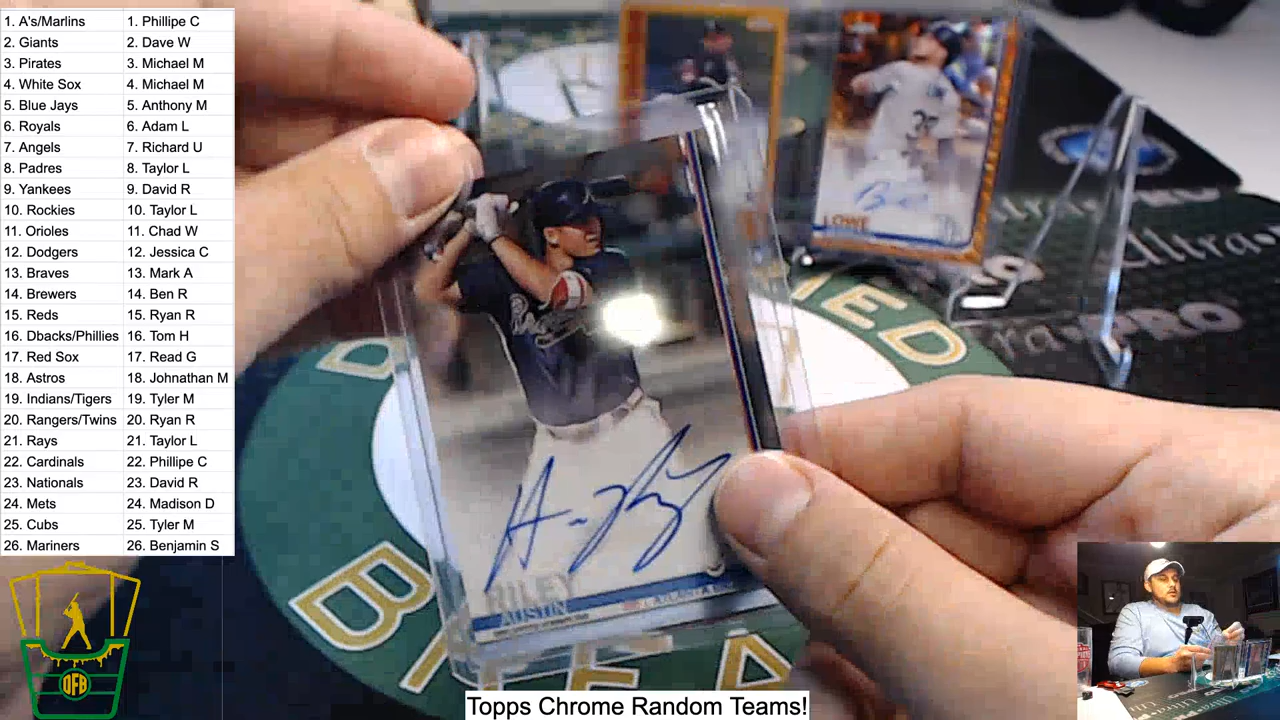 1. A's/Marlins 1. Phillipe C
2. Giants 2. Dave W
3. Pirates 3. Michael M
4. White Sox 4. Michael M
5. Blue Jays 5. Anthony M
6. Royals 6. Adam L
7. Angels 7. Richard U
8. Padres 8. Taylor L
9. Yankees 9. David R
10. Rockies 10. Taylor L
11. Orioles 11. Chad W
12. Dodgers 12. Jessica C
13. Braves 13. Mark A
14. Brewers 14. Ben R
15. Reds 15. Ryan R
16. Dbacks/Phillies 16. Tom H
17. Red Sox 17. Read G
18. Astros 18. Johnathan M
19. Indians/Tigers 19. Tyler M
20. Rangers/Twins 20. Ryan R
21. Rays 21. Taylor L
22. Cardinals 22. Phillipe C
23. Nationals 23. David R
24. Mets 24. Madison D
25. Cubs 25. Tyler M
26. Mariners 26. Benjamin S
OFB
LOWE
Ultra
PRO
RILEY
AUSTIN
Topps Chrome Random Teams!